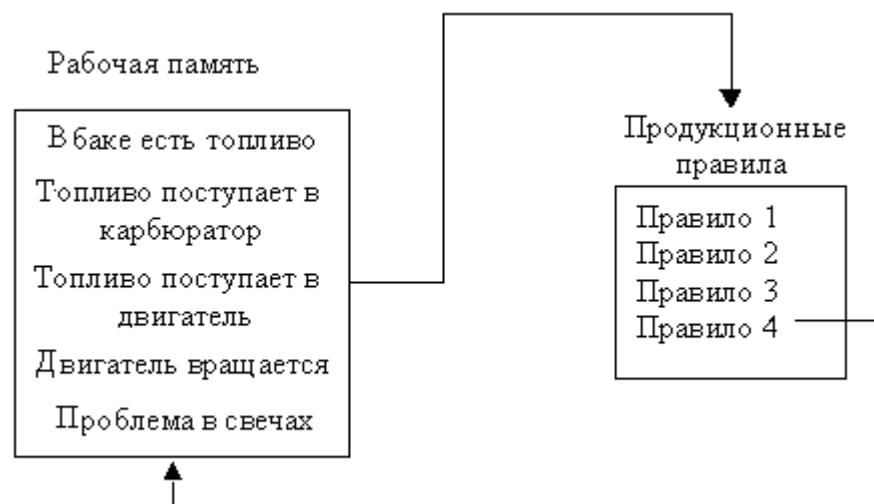 Рабочая память
В баке есть топливо
Топливо поступает в
карбюратор
Топливо поступает в
двигатель
Двигатель вращается
Проблема в свечах
Продукционные
правила
Правило 1
Правило 2
Правило 3
Правило 4